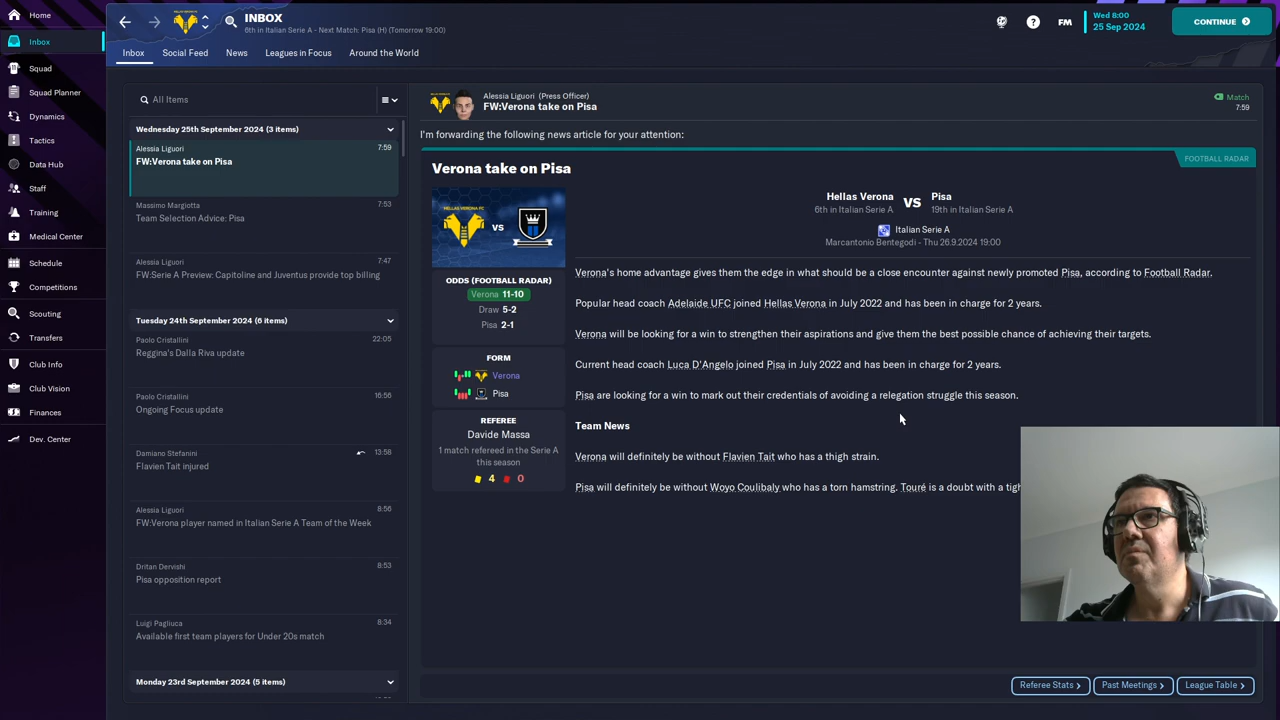 Home
Inbox
Squad
Squad Planner
Dynamics
Tactics
Data Hub
Staff
Training
Medical Center
Schedule
Competitions
Scouting
Transfers
Club Info
Club Vision
Finances
Dev. Center
INBOX
6th in Italian Serie A - Next Match: Pisa (H) (Tomorrow 19:00)
FM
Wed 8:00
25 Sep 2024
CONTINUE
Inbox
Social Feed
News
Leagues in Focus
Around the World
All Items
Wednesday 25th September 2024 (3 items)
Alessia Liguori 7:59
FW:Verona take on Pisa
Massimo Margiotta 7:53
Team Selection Advice: Pisa
Alessia Liguori 7:47
FW:Serie A Preview: Capitoline and Juventus provide top billing
Tuesday 24th September 2024 (6 items)
Paolo Cristallini 22:05
Reggina's Dalla Riva update
Paolo Cristallini 16:56
Ongoing Focus update
Damiano Stefanini 13:58
Flavien Tait injured
Alessia Liguori 8:56
FW:Verona player named in Italian Serie A Team of the Week
Dritan Dervishi 8:53
Pisa opposition report
Luigi Pagliuca 8:34
Available first team players for Under 20s match
Monday 23rd September 2024 (5 items)
Alessia Liguori (Press Officer)
FW:Verona take on Pisa
Match
7:59
I'm forwarding the following news article for your attention:
FOOTBALL RADAR
Verona take on Pisa
HELLAS VERONA FC
VS
Hellas Verona
6th in Italian Serie A
VS
Pisa
19th in Italian Serie A
Italian Serie A
Marcantonio Bentegodi - Thu 26.9.2024 19:00
ODDS (FOOTBALL RADAR)
Verona 11-10
Draw 5-2
Pisa 2-1
FORM
Verona
Pisa
REFEREE
Davide Massa
1 match refereed in the Serie A
this season
4 0
Verona's home advantage gives them the edge in what should be a close encounter against newly promoted Pisa, according to Football Radar.
Popular head coach Adelaide UFC joined Hellas Verona in July 2022 and has been in charge for 2 years.
Verona will be looking for a win to strengthen their aspirations and give them the best possible chance of achieving their targets.
Current head coach Luca D'Angelo joined Pisa in July 2022 and has been in charge for 2 years.
Pisa are looking for a win to mark out their credentials of avoiding a relegation struggle this season.
Team News
Verona will definitely be without Flavien Tait who has a thigh strain.
Pisa will definitely be without Woyo Coulibaly who has a torn hamstring. Touré is a doubt with a
Referee Stats
Past Meetings
League Table